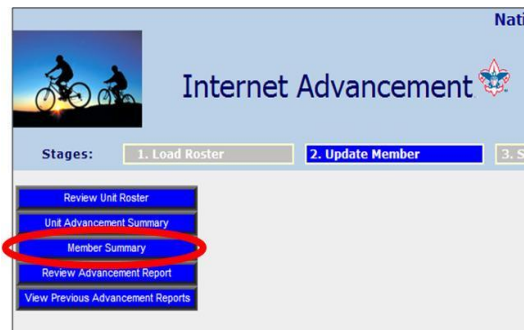 Nati
Internet Advancement
Stages:
1. Load Roster
2. Update Member
3. S
Review Unit Roster
Unit Advancement Summary
Member Summary
Review Advancement Report
View Previous Advancement Reports